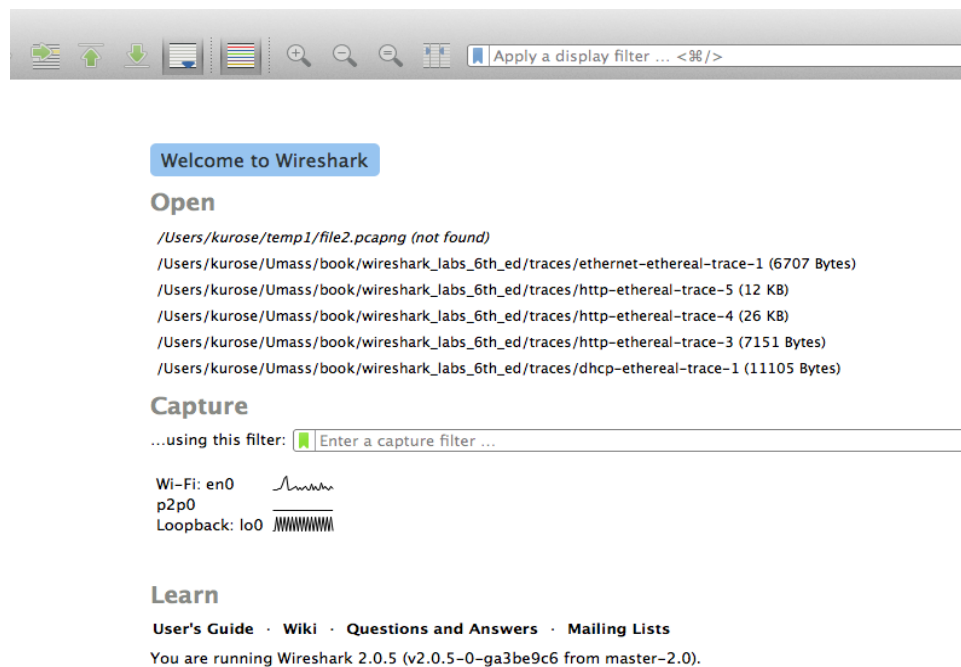 Apply a display filter ... <⌘/>
Welcome to Wireshark
Open
/Users/kurose/temp1/file2.pcapng (not found)
/Users/kurose/Umass/book/wireshark_labs_6th_ed/traces/ethernet-ethereal-trace-1 (6707 Bytes)
/Users/kurose/Umass/book/wireshark_labs_6th_ed/traces/http-ethereal-trace-5 (12 KB)
/Users/kurose/Umass/book/wireshark_labs_6th_ed/traces/http-ethereal-trace-4 (26 KB)
/Users/kurose/Umass/book/wireshark_labs_6th_ed/traces/http-ethereal-trace-3 (7151 Bytes)
/Users/kurose/Umass/book/wireshark_labs_6th_ed/traces/dhcp-ethereal-trace-1 (11105 Bytes)
Capture
...using this filter: Enter a capture filter ...
Wi-Fi: en0
p2p0
Loopback: lo0
Learn
User's Guide · Wiki · Questions and Answers · Mailing Lists
You are running Wireshark 2.0.5 (v2.0.5-0-ga3be9c6 from master-2.0).